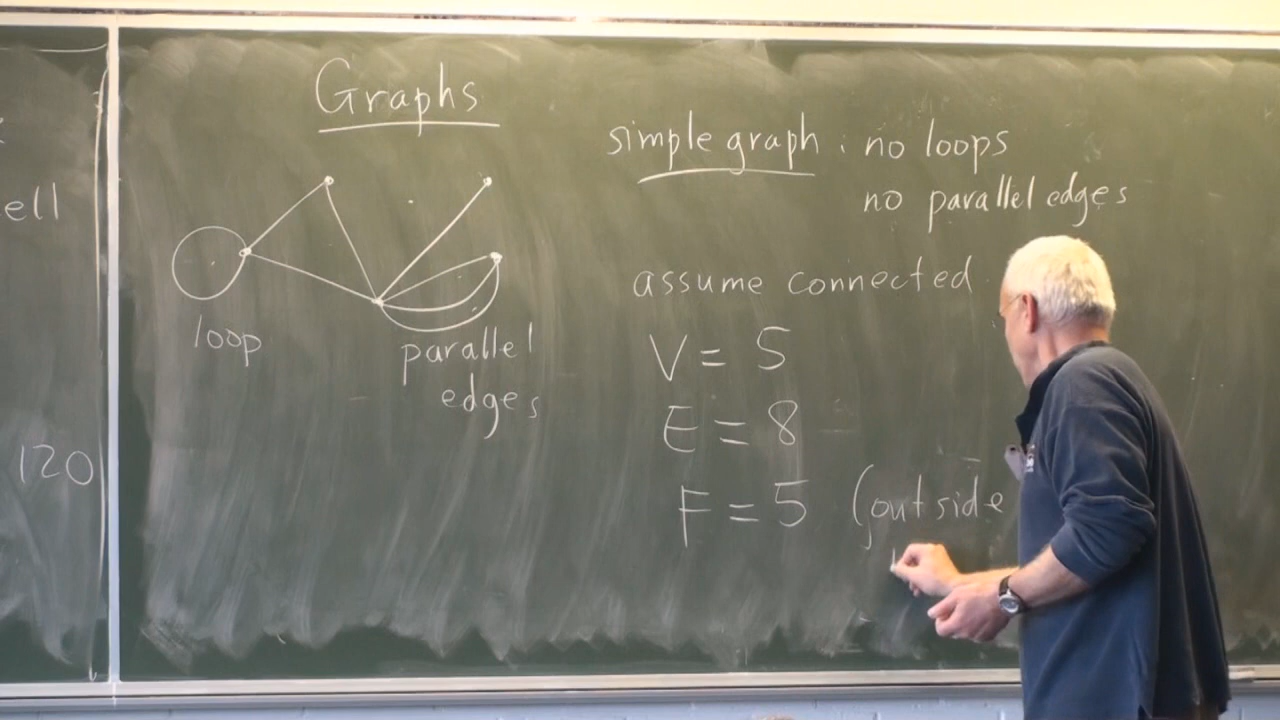 ell
120
Graphs
loop
parallel
edges
simple graph : no loops
no parallel edges
assume connected
V = 5
E = 8
F = 5 (outside